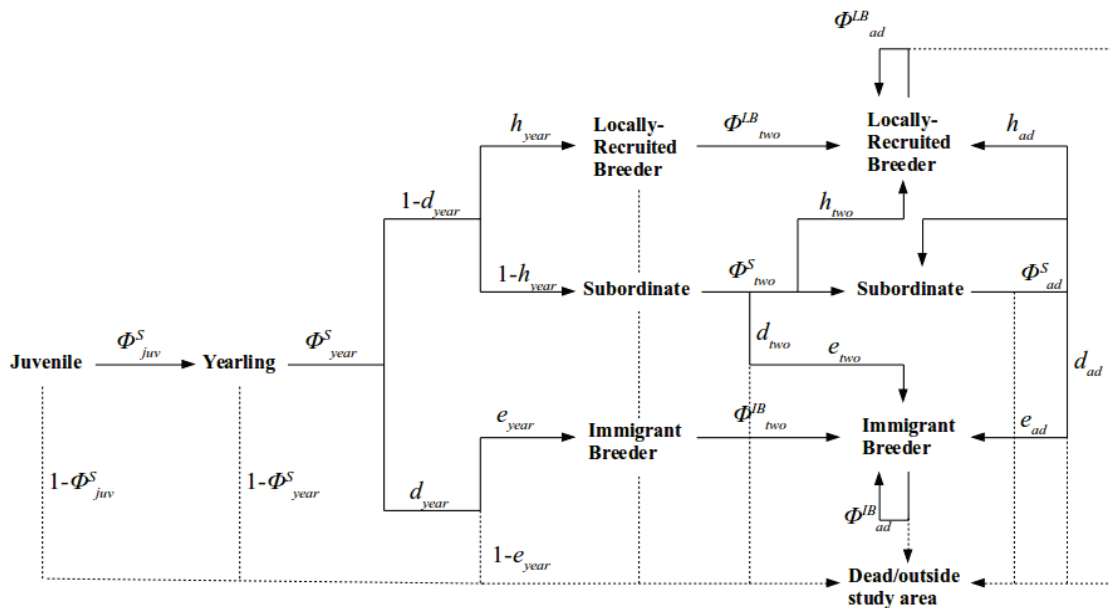 Φ^LB_ad
h_year
Locally-
Recruited
Breeder
Φ^LB_two
Locally-
Recruited
Breeder
h_ad
1-d_year
h_two
1-h_year
Subordinate
Φ^S_two
Subordinate
Φ^S_ad
Juvenile
Φ^S_juv
Yearling
Φ^S_year
d_two
e_two
d_ad
e_year
Immigrant
Breeder
Φ^IB_two
Immigrant
Breeder
e_ad
1-Φ^S_juv
1-Φ^S_year
d_year
Φ^IB_ad
1-e_year
Dead/outside
study area